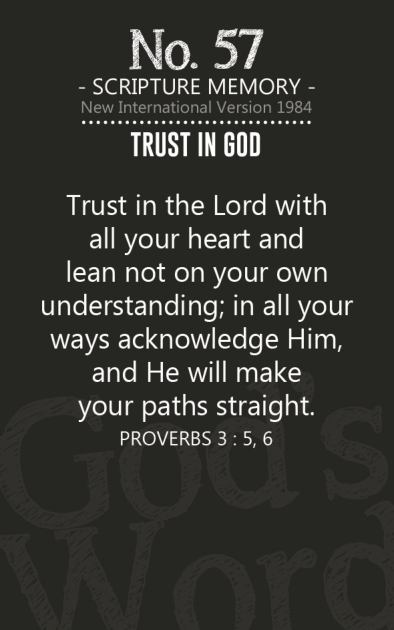 No. 57
- SCRIPTURE MEMORY -
New International Version 1984
TRUST IN GOD
Trust in the Lord with
all your heart and
lean not on your own
understanding; in all your
ways acknowledge Him,
and He will make
your paths straight.
PROVERBS 3 : 5, 6
God's
Word